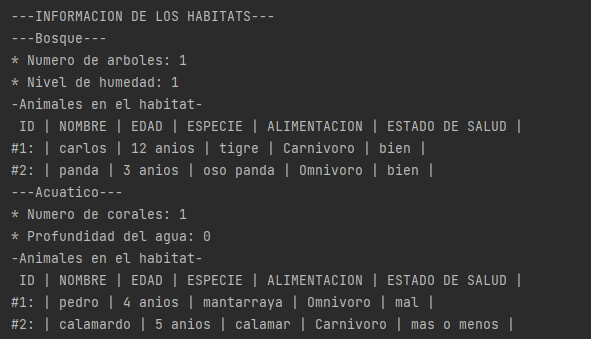 ---INFORMACION DE LOS HABITATS---
---Bosque---
* Numero de arboles: 1
* Nivel de humedad: 1
-Animales en el habitat-
ID | NOMBRE | EDAD | ESPECIE | ALIMENTACION | ESTADO DE SALUD |
#1: | carlos | 12 anios | tigre | Carnivoro | bien |
#2: | panda | 3 anios | oso panda | Omnivoro | bien |
---Acuatico---
* Numero de corales: 1
* Profundidad del agua: 0
-Animales en el habitat-
ID | NOMBRE | EDAD | ESPECIE | ALIMENTACION | ESTADO DE SALUD |
#1: | pedro | 4 anios | mantarraya | Omnivoro | mal |
#2: | calamardo | 5 anios | calamar | Carnivoro | mas o menos |